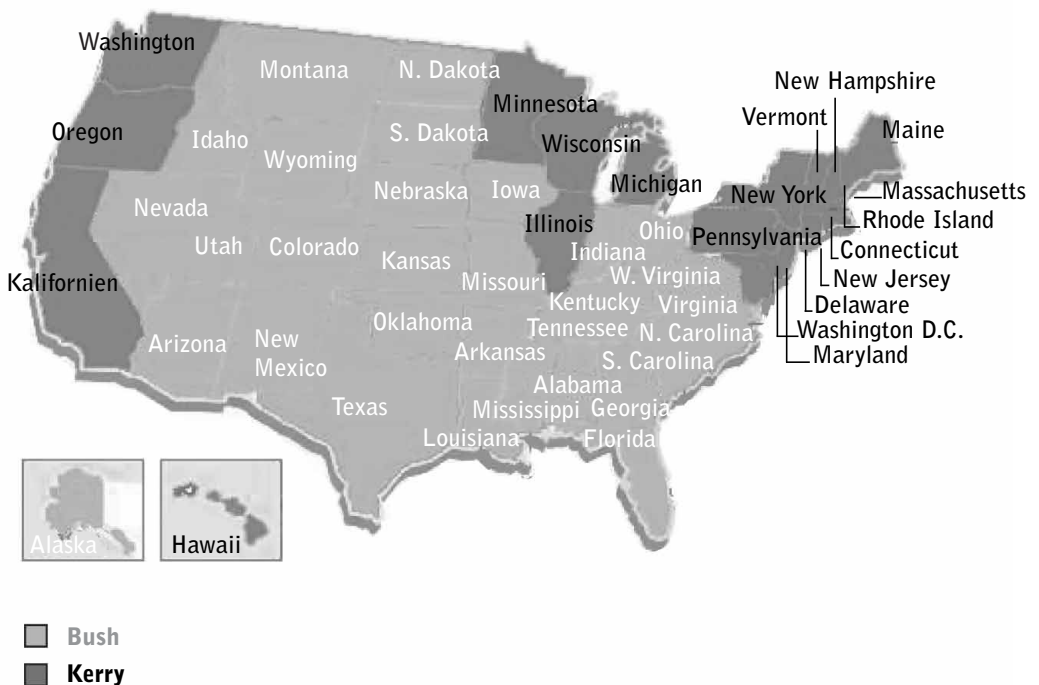 Washington
Montana
N. Dakota
New Hampshire
Minnesota
Vermont
Oregon
Idaho
S. Dakota
Wisconsin
Maine
Wyoming
Nebraska
Iowa
Michigan
New York
Massachusetts
Nevada
Illinois
Rhode Island
Utah
Colorado
Kansas
Indiana
Ohio
Pennsylvania
Connecticut
Kalifornien
Missouri
W. Virginia
New Jersey
Kentucky
Virginia
Delaware
Oklahoma
Tennessee
N. Carolina
Washington D.C.
Arizona
New
Mexico
Arkansas
S. Carolina
Maryland
Texas
Alabama
Mississippi
Georgia
Louisiana
Florida
Alaska
Hawaii
Bush
Kerry